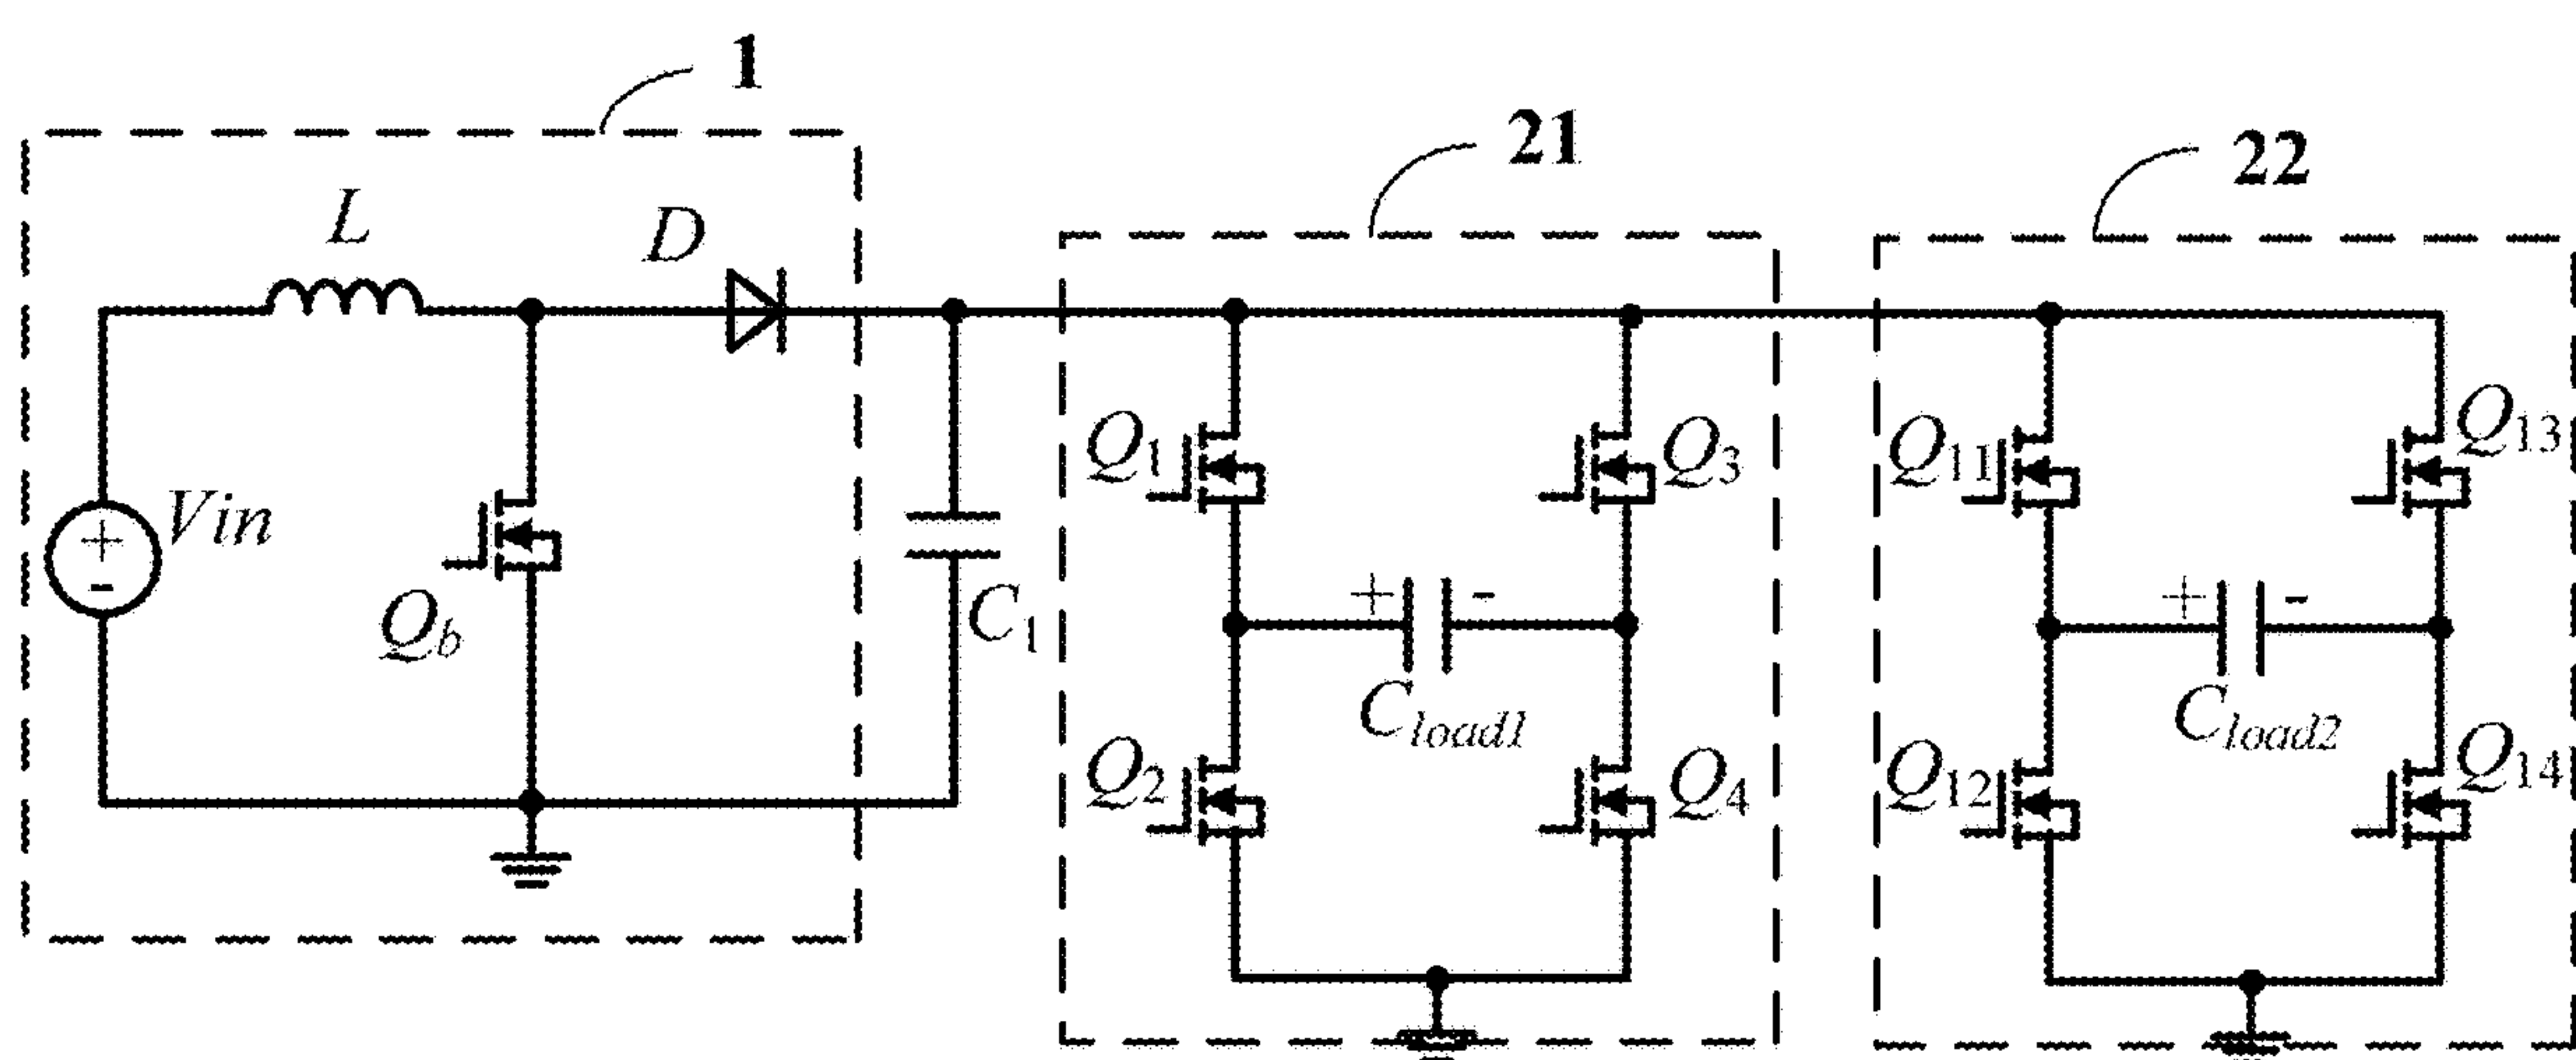 1
21
22
L
D
Q1
Q3
Q11
Q13
+
-
Vin
Qb
C1
+ -
Cload1
+ -
Cload2
Q2
Q4
Q12
Q14